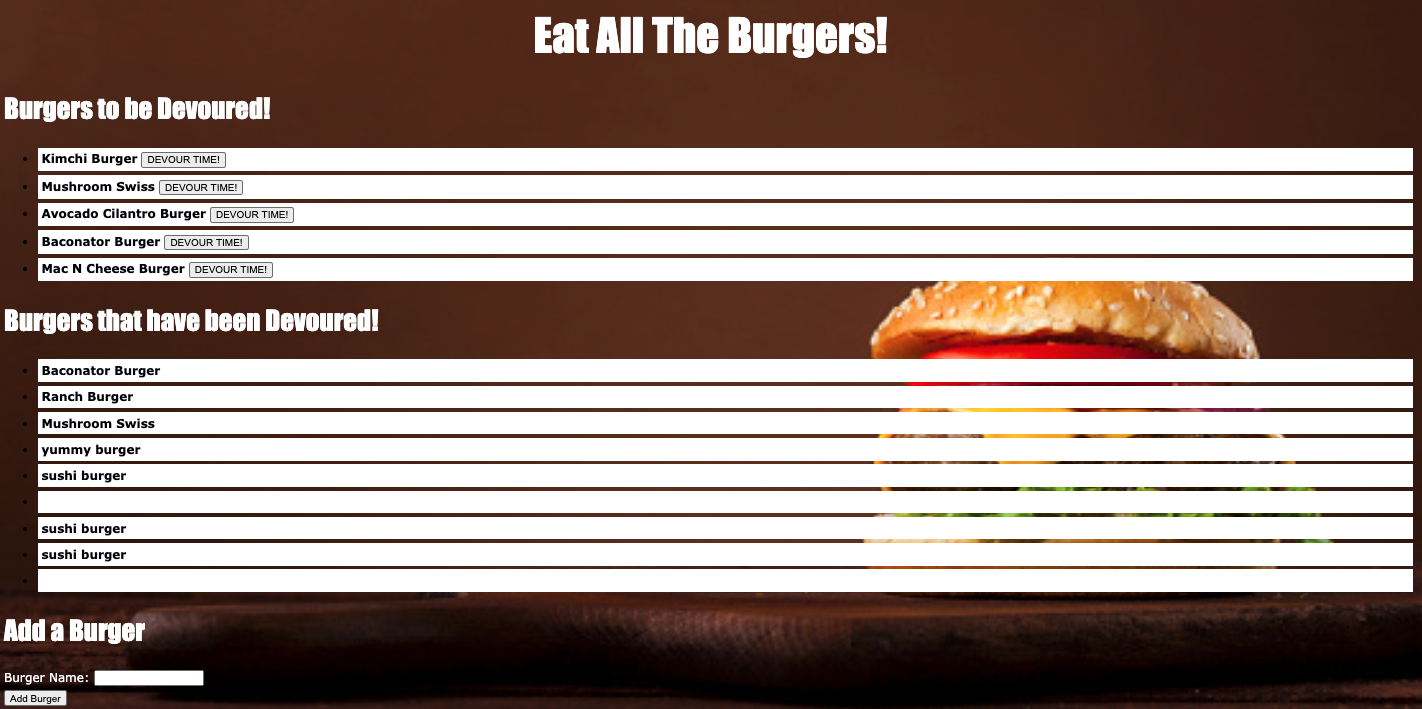 Eat All The Burgers!
Burgers to be Devoured!
Kimchi Burger DEVOUR TIME!
Mushroom Swiss DEVOUR TIME!
Avocado Cilantro Burger DEVOUR TIME!
Baconator Burger DEVOUR TIME!
Mac N Cheese Burger DEVOUR TIME!
Burgers that have been Devoured!
Baconator Burger
Ranch Burger
Mushroom Swiss
yummy burger
sushi burger
sushi burger
sushi burger
Add a Burger
Burger Name:
Add Burger